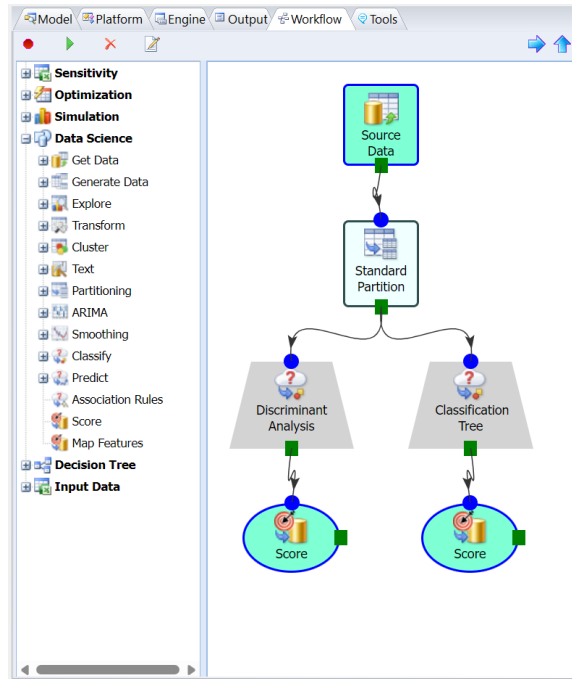 Model Platform Engine Output Workflow Tools
Sensitivity
Optimization
Simulation
Data Science
Get Data
Generate Data
Explore
Transform
Cluster
Text
Partitioning
ARIMA
Smoothing
Classify
Predict
Association Rules
Score
Map Features
Decision Tree
Input Data
Source
Data
Standard
Partition
Discriminant
Analysis
Classification
Tree
Score
Score